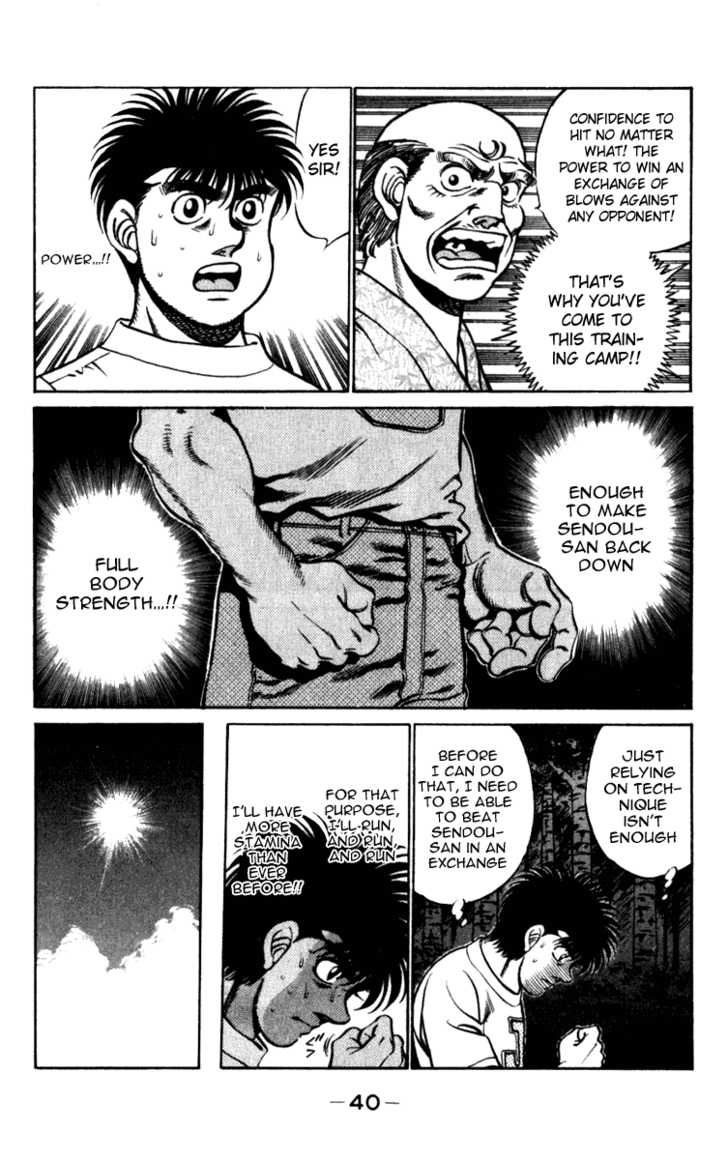 CONFIDENCE TO
HIT NO MATTER
WHAT! THE
POWER TO WIN AN
EXCHANGE OF
BLOWS AGAINST
ANY OPPONENT!
THAT'S
WHY YOU'VE
COME TO
THIS TRAIN-
ING CAMP!!
YES
SIR!
POWER...!!
ENOUGH
TO MAKE
SENDOU-
SAN BACK
DOWN
FULL
BODY
STRENGTH...!!
JUST
RELYING
ON TECH-
NIQUE
ISN'T
ENOUGH
BEFORE
I CAN DO
THAT, I NEED
TO BE ABLE
TO BEAT
SENDOU-
SAN IN AN
EXCHANGE
FOR THAT
PURPOSE,
I'LL RUN,
AND RUN,
AND RUN
I'LL HAVE
MORE
STAMINA
THAN
EVER
BEFORE!!
J
-40-